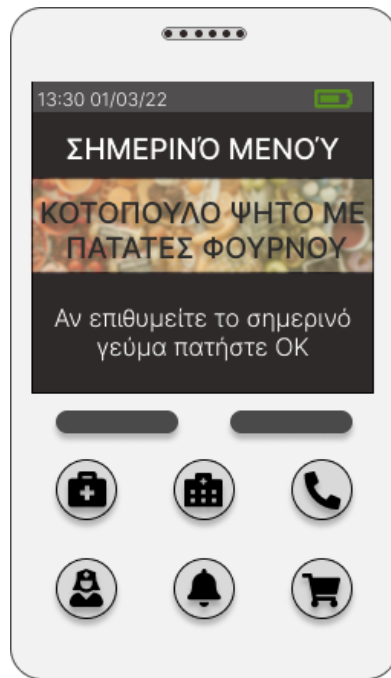 13:30 01/03/22
ΣΗΜΕΡΙΝΌ ΜΕΝΟΎ
ΚΟΤΟΠΟΥΛΟ ΨΗΤΟ ΜΕ
ΠΑΤΑΤΕΣ ΦΟΥΡΝΟΥ
Αν επιθυμείτε το σημερινό
γεύμα πατήστε ΟΚ